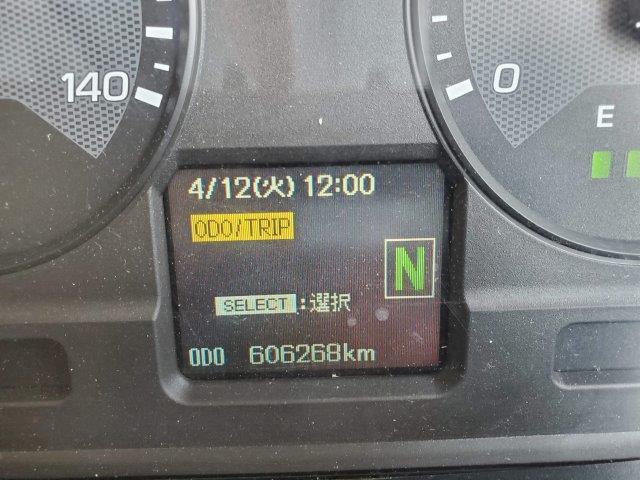 140
0
E
4/12(火) 12:00
ODO/TRIP
N
SELECT:選択
ODO 606268km